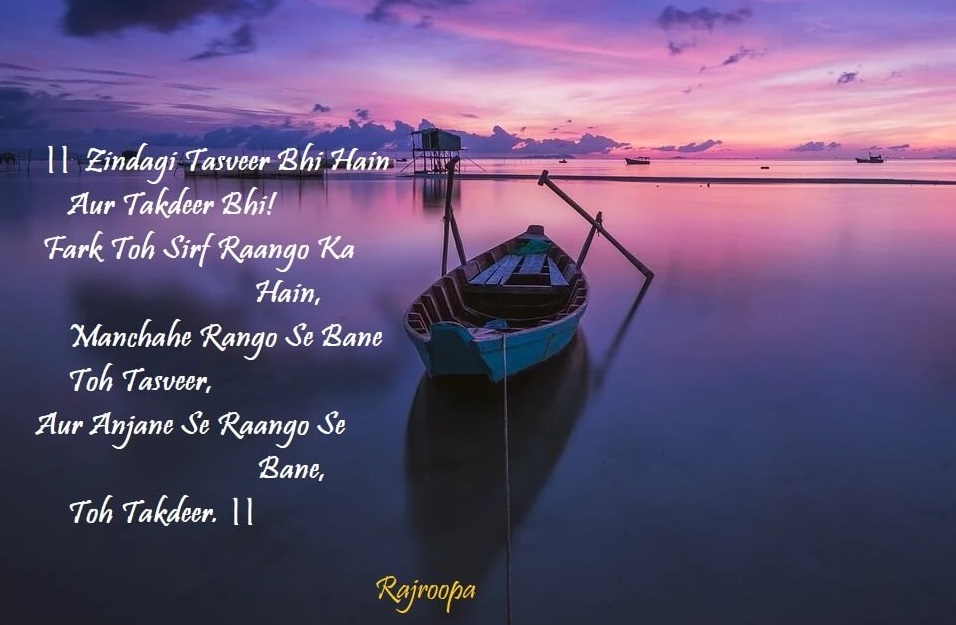 || Zindagi Tasveer Bhi Hain
Aur Takdeer Bhi!
Fark Toh Sirf Raango Ka
Hain,
Manchahe Rango Se Bane
Toh Tasveer,
Aur Anjane Se Raango Se
Bane,
Toh Takdeer. ||
Rajroopa